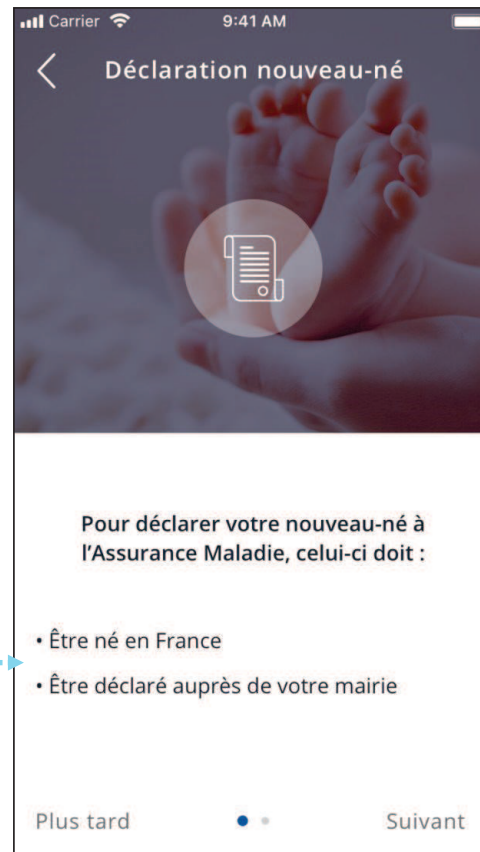 Carrier 9:41 AM
Déclaration nouveau-né
Pour déclarer votre nouveau-né à
l’Assurance Maladie, celui-ci doit :
• Être né en France
• Être déclaré auprès de votre mairie
Plus tard Suivant